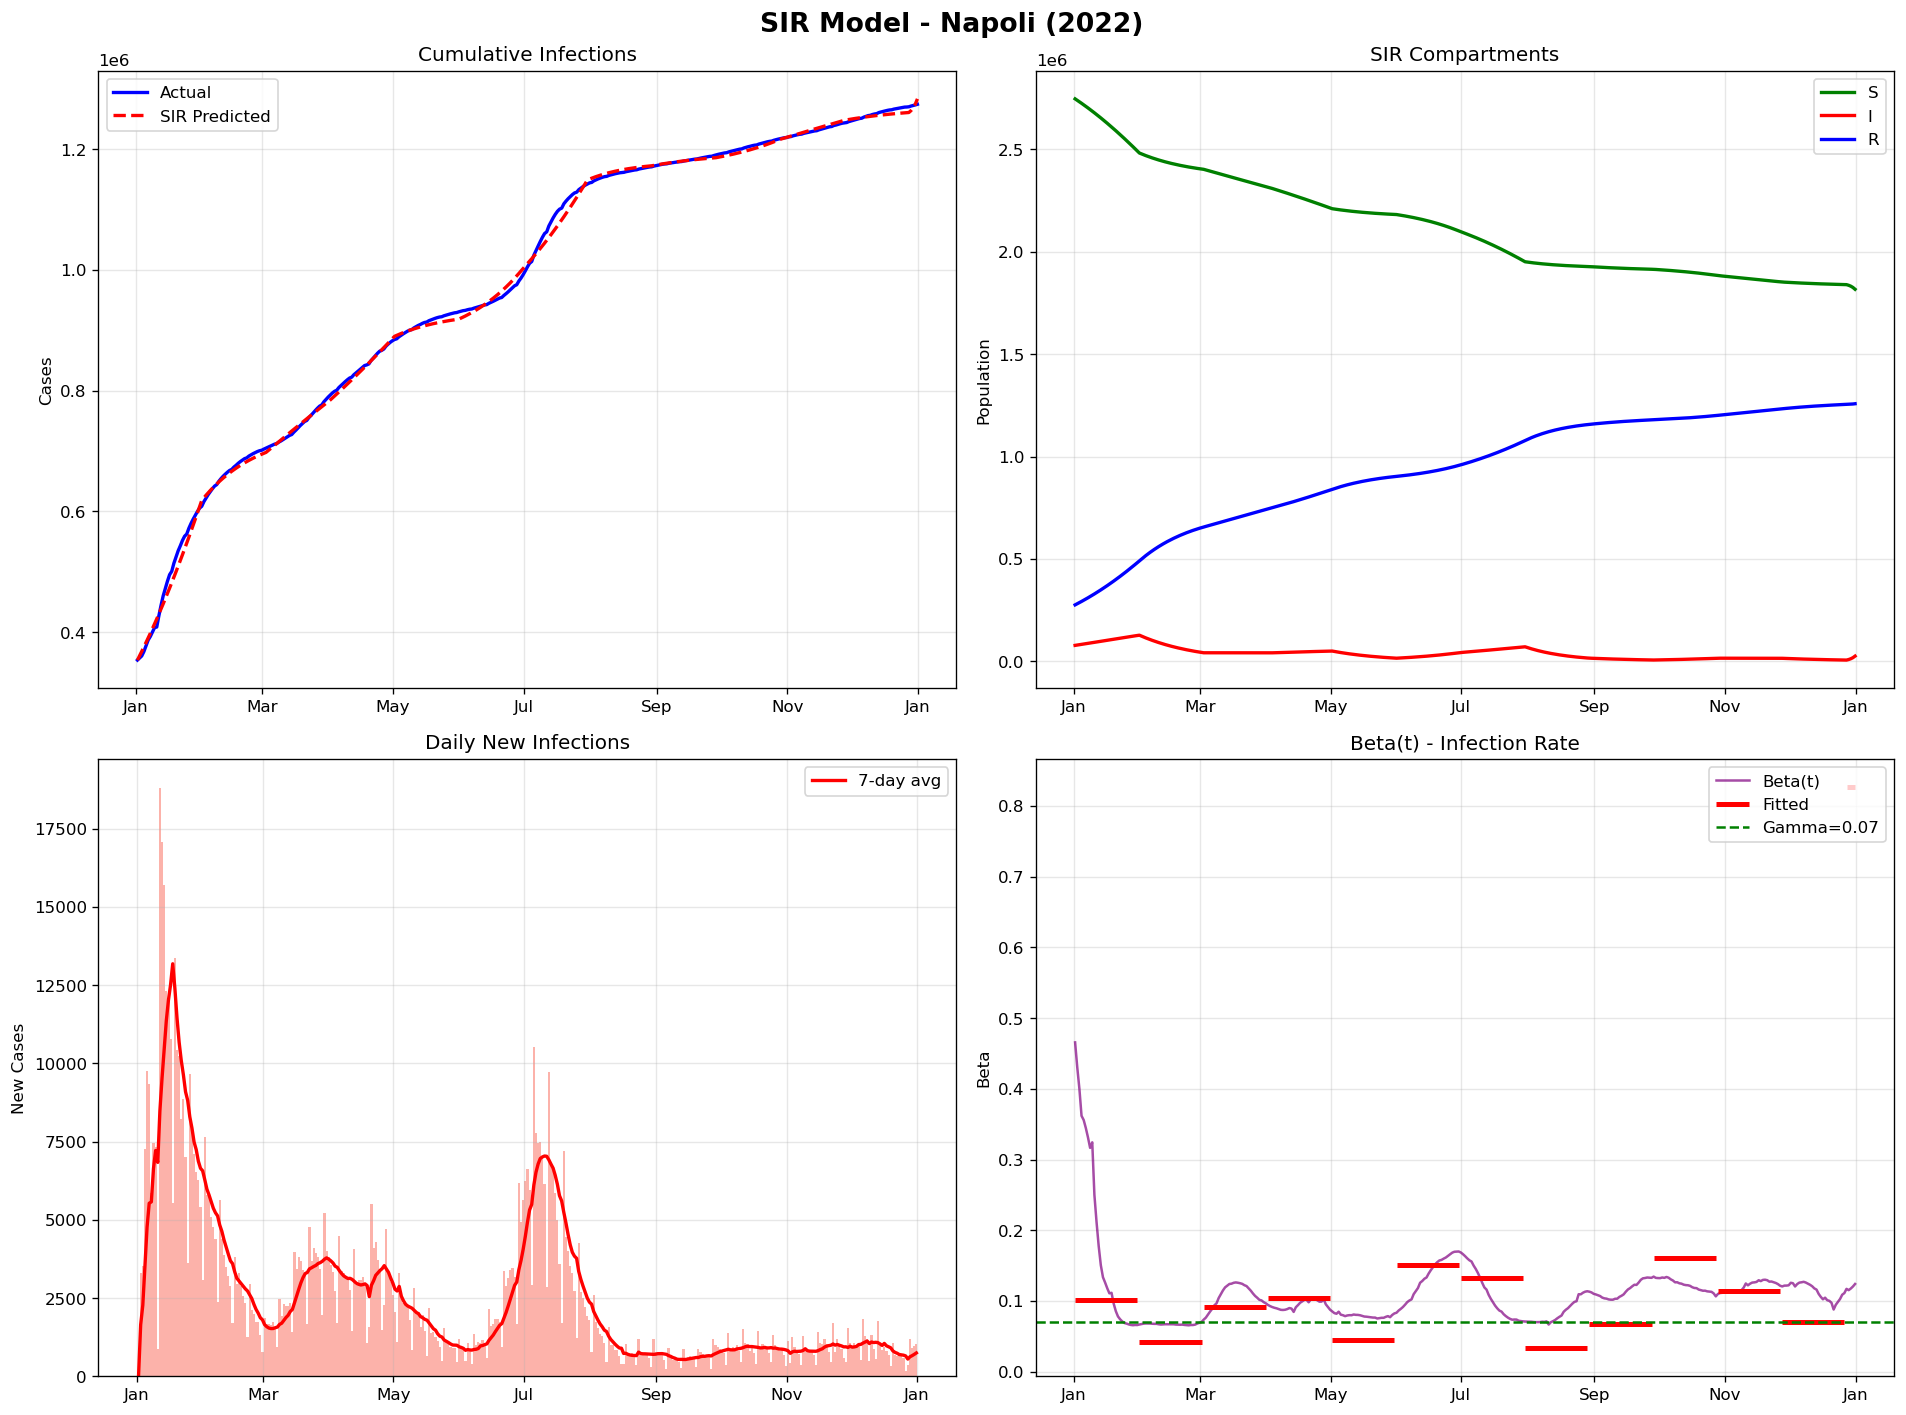 SIR Model - Napoli (2022)
Cumulative Infections
1e6
Actual
SIR Predicted
Cases
1.2
1.0
0.8
0.6
0.4
Jan Mar May Jul Sep Nov Jan
SIR Compartments
1e6
S
I
R
Population
2.5
2.0
1.5
1.0
0.5
0.0
Jan Mar May Jul Sep Nov Jan
Daily New Infections
7-day avg
New Cases
17500
15000
12500
10000
7500
5000
2500
0
Jan Mar May Jul Sep Nov Jan
Beta(t) - Infection Rate
Beta(t)
Fitted
Gamma=0.07
Beta
0.8
0.7
0.6
0.5
0.4
0.3
0.2
0.1
0.0
Jan Mar May Jul Sep Nov Jan